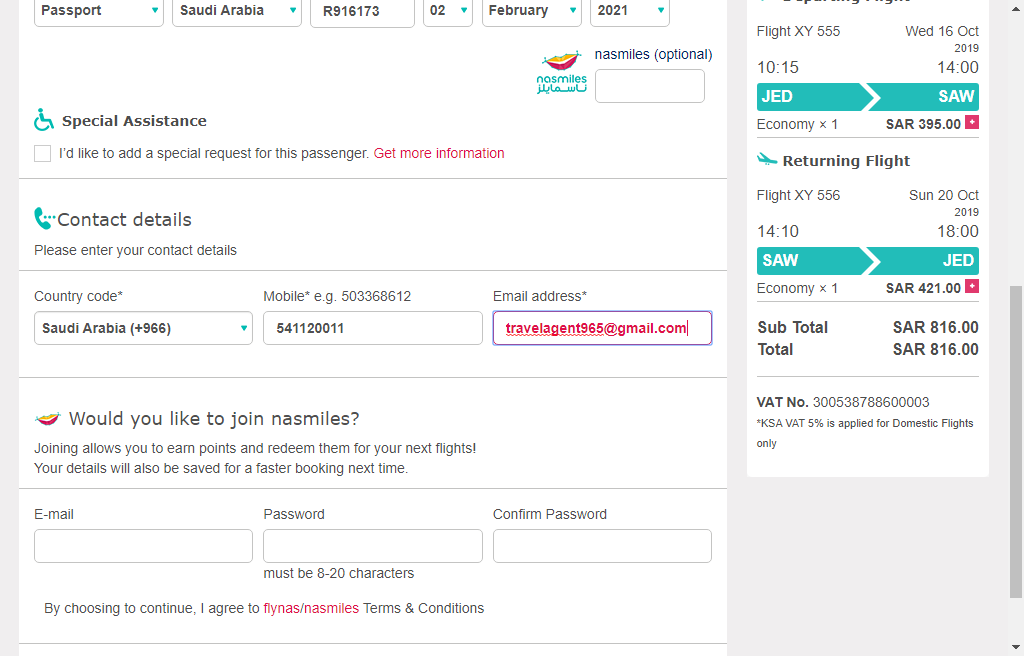 Passport Saudi Arabia R916173 02 February 2021
nasmiles (optional)
nasmiles
ناسمايلز
Special Assistance
I'd like to add a special request for this passenger. Get more information
Contact details
Please enter your contact details
Country code* Mobile* e.g. 503368612 Email address*
Saudi Arabia (+966) 541120011 travelagent965@gmail.com
Would you like to join nasmiles?
Joining allows you to earn points and redeem them for your next flights!
Your details will also be saved for a faster booking next time.
E-mail Password Confirm Password
must be 8-20 characters
By choosing to continue, I agree to flynas/nasmiles Terms & Conditions
Departing Flight
Flight XY 555 Wed 16 Oct
2019
10:15 14:00
JED SAW
Economy × 1 SAR 395.00 +
Returning Flight
Flight XY 556 Sun 20 Oct
2019
14:10 18:00
SAW JED
Economy × 1 SAR 421.00 +
Sub Total SAR 816.00
Total SAR 816.00
VAT No. 300538788600003
*KSA VAT 5% is applied for Domestic Flights
only